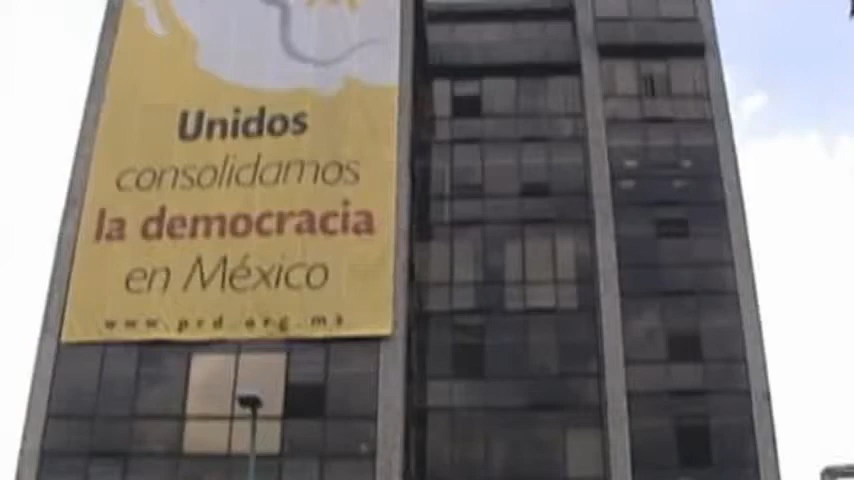 Unidos
consolidamos
la democracia
en México
www.prd.org.mx